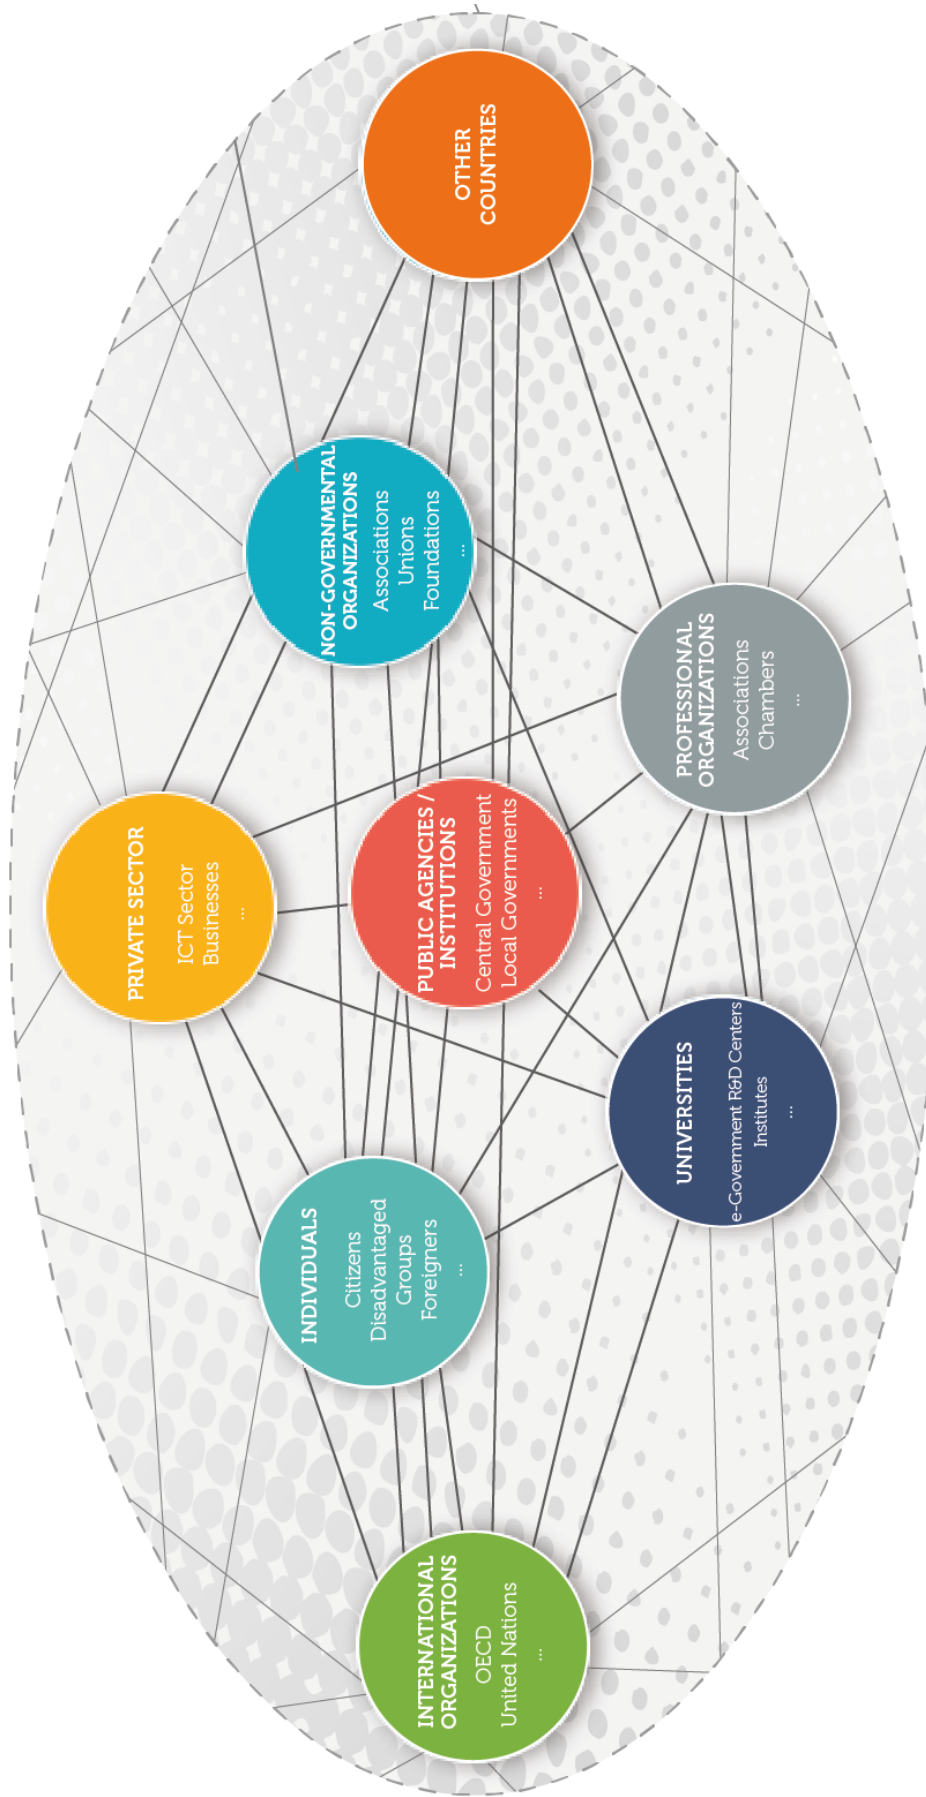 INTERNATIONAL
ORGANIZATIONS
OECD
United Nations
...
INDIVIDUALS
Citizens
Disadvantaged
Groups
Foreigners
...
UNIVERSITIES
e-Government R&D Centers
Institutes
...
PRIVATE SECTOR
ICT Sector
Businesses
...
PUBLIC AGENCIES /
INSTITUTIONS
Central Government
Local Governments
...
PROFESSIONAL
ORGANIZATIONS
Associations
Chambers
...
NON-GOVERNMENTAL
ORGANIZATIONS
Associations
Unions
Foundations
...
OTHER
COUNTRIES